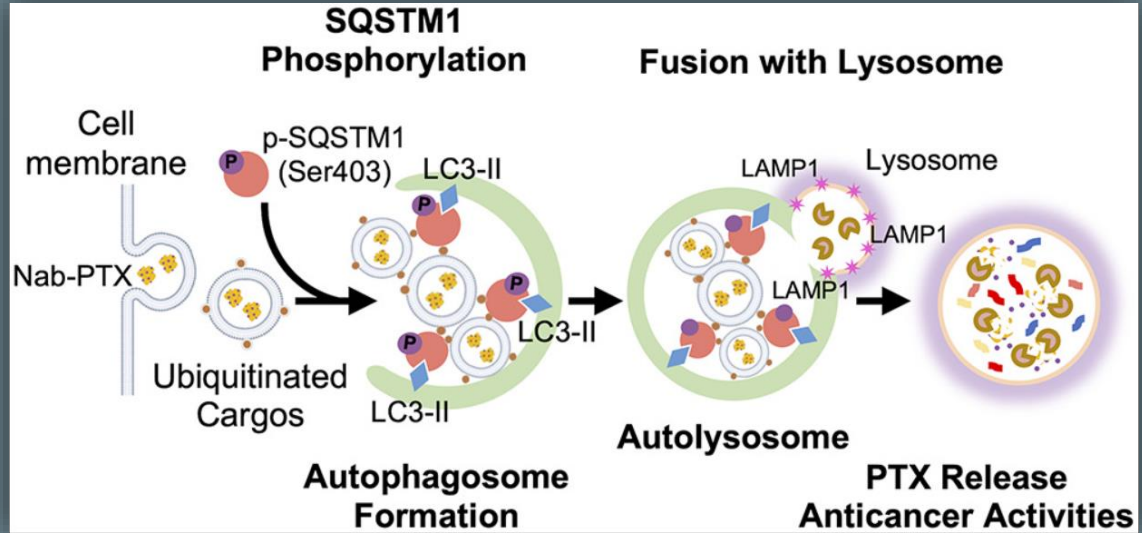 SQSTM1
Phosphorylation
Fusion with Lysosome
Cell
membrane
P
p-SQSTM1
(Ser403)
LC3-II
P
LAMP1
Lysosome
LAMP1
Nab-PTX
P
LAMP1
LC3-II
P
Ubiquitinated
Cargos
LC3-II
Autolysosome
Autophagosome
Formation
PTX Release
Anticancer Activities